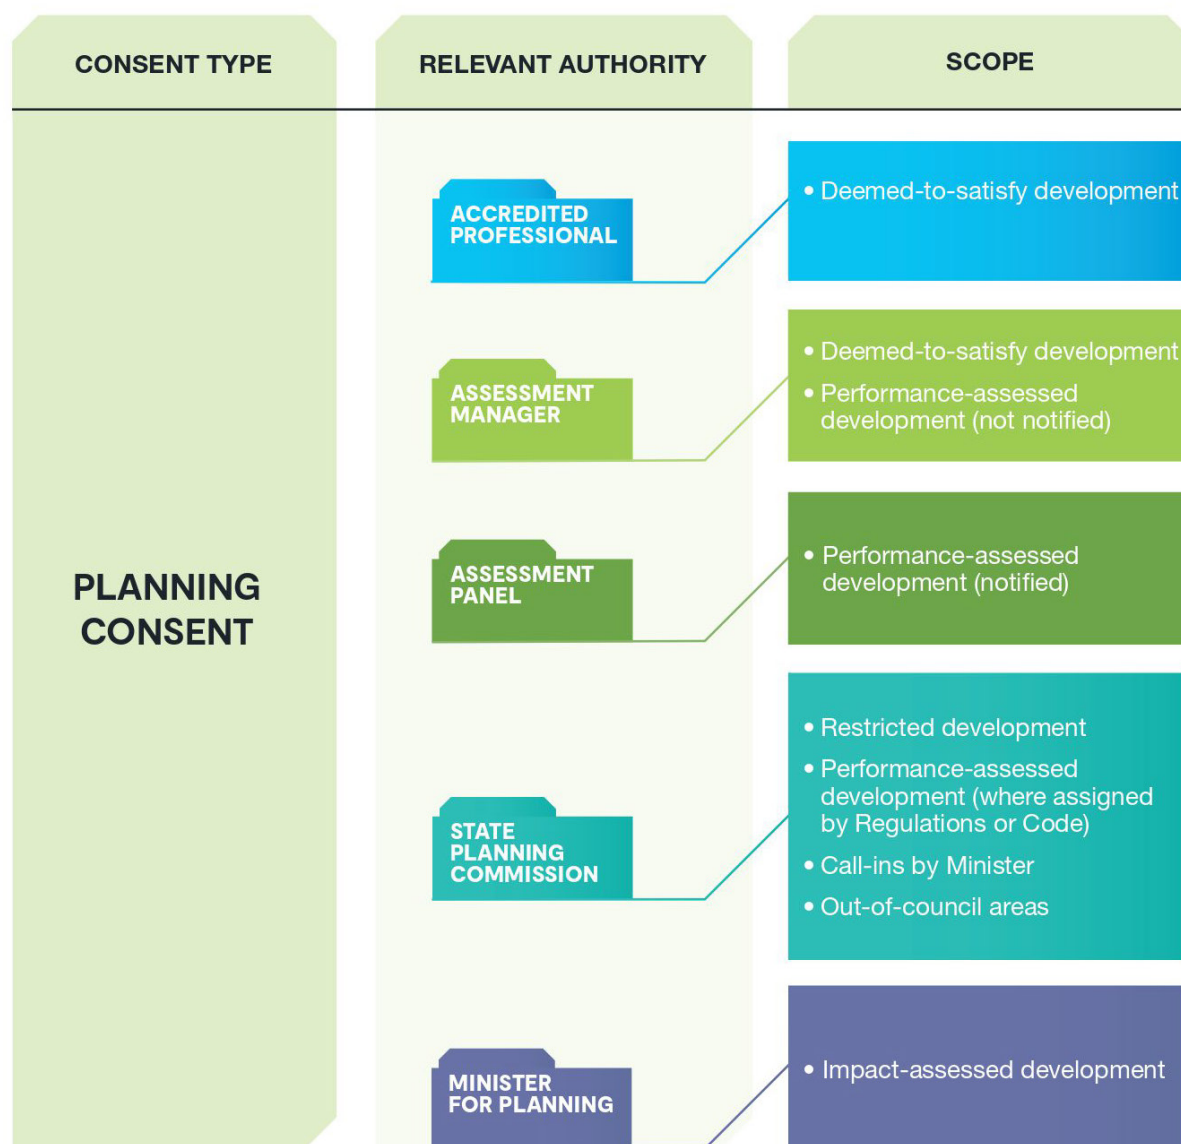 CONSENT TYPE
RELEVANT AUTHORITY
SCOPE
PLANNING
CONSENT
ACCREDITED
PROFESSIONAL
• Deemed-to-satisfy development
ASSESSMENT
MANAGER
• Deemed-to-satisfy development
• Performance-assessed
development (not notified)
ASSESSMENT
PANEL
• Performance-assessed
development (notified)
STATE
PLANNING
COMMISSION
• Restricted development
• Performance-assessed
development (where assigned
by Regulations or Code)
• Call-ins by Minister
• Out-of-council areas
MINISTER
FOR PLANNING
• Impact-assessed development